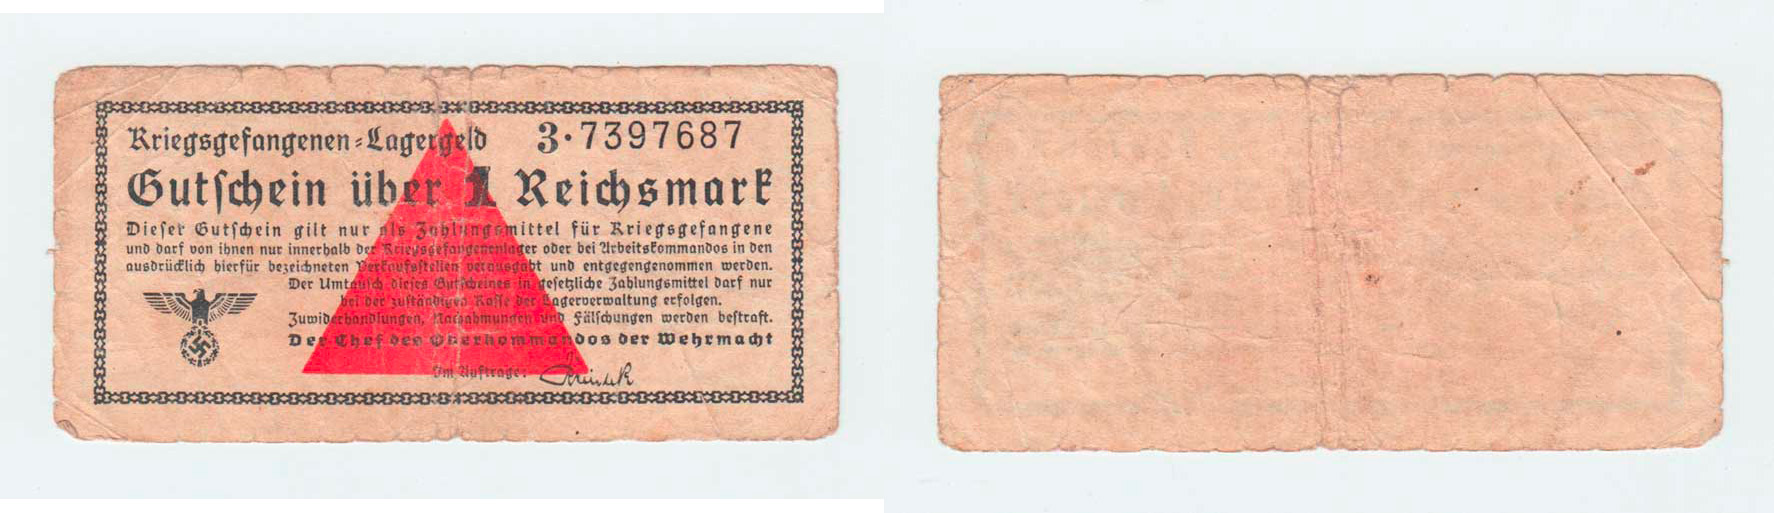 Kriegsgefangenen-Lagergeld 3·7397687
Gutschein über 1 Reichsmark
Dieser Gutschein gilt nur als Zahlungsmittel für Kriegsgefangene
und darf von ihnen nur innerhalb der Kriegsgefangenenlager oder bei Arbeitskommandos in den
ausdrücklich hierfür bezeichneten Verkaufsstellen verausgabt und entgegengenommen werden.
Der Umtausch dieses Gutscheines in gesetzliche Zahlungsmittel darf nur
bei der zuständigen Kasse der Lagerverwaltung erfolgen.
Zuwiderhandlungen, Nachahmungen und Fälschungen werden bestraft.
Der Chef des Oberkommandos der Wehrmacht
Im Auftrage: